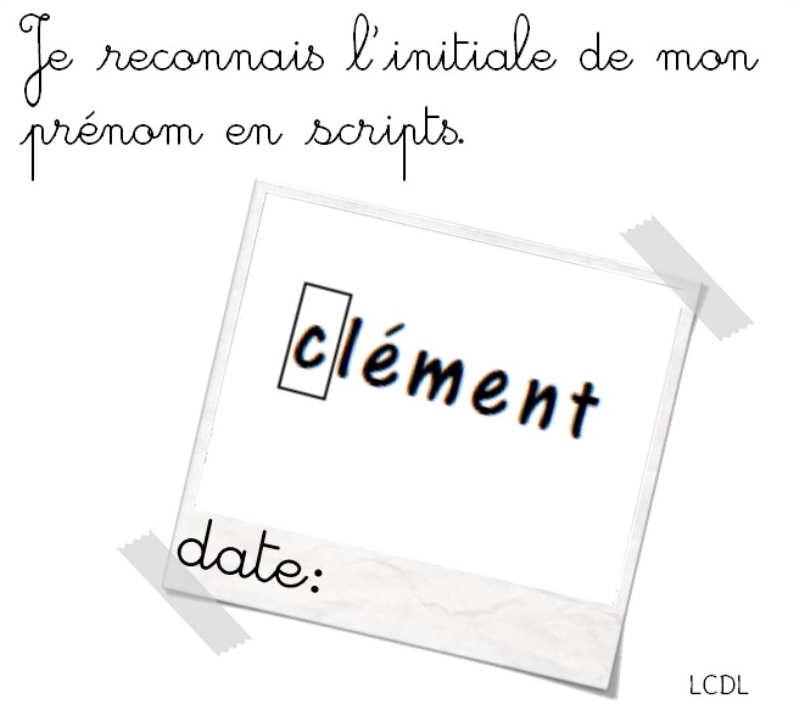 Je reconnais l'initiale de mon
prénom en scripts.
clément
date:
LCDL